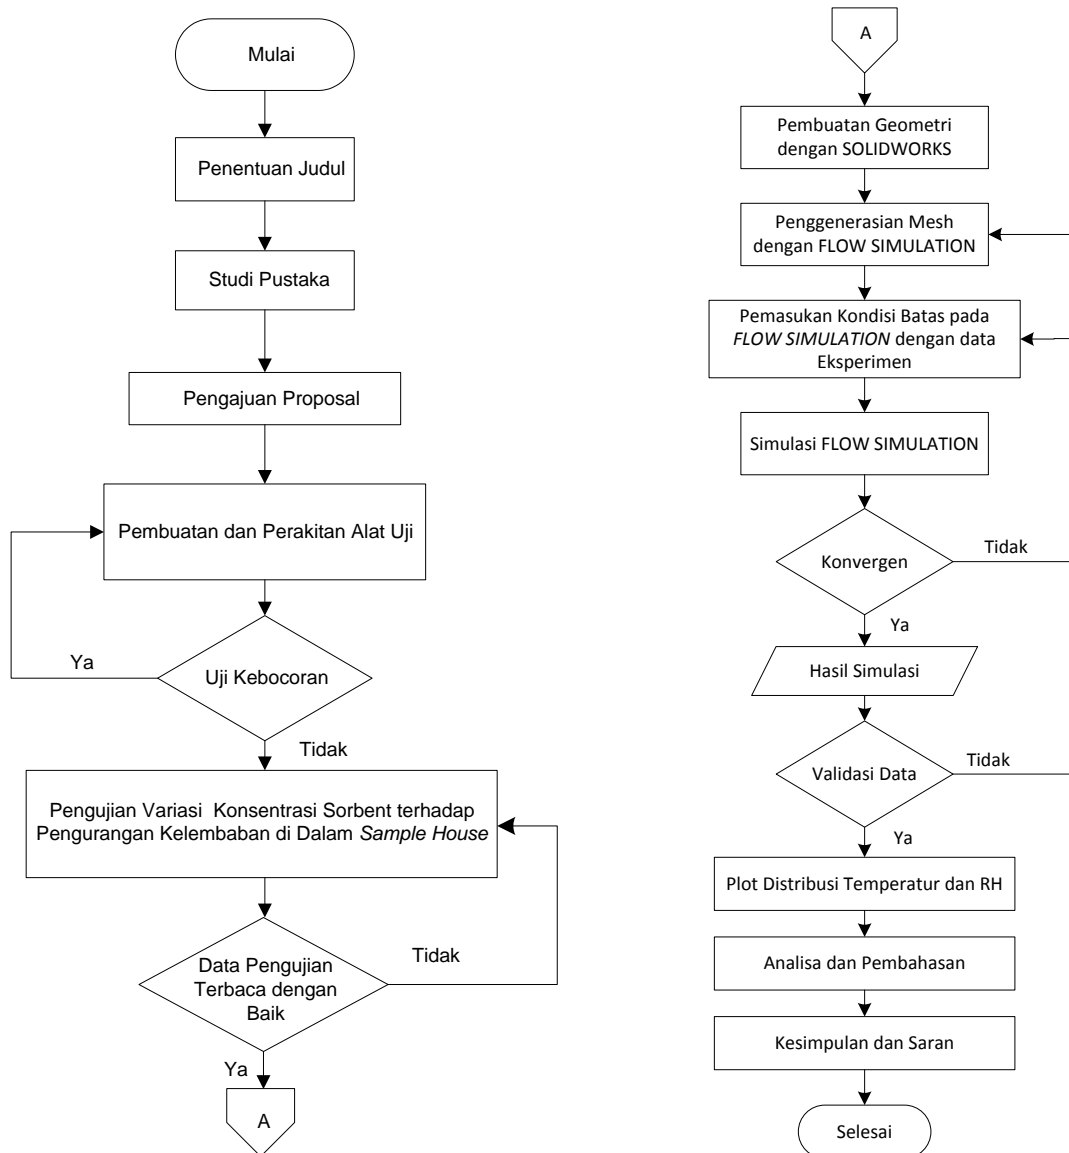 Mulai
Penentuan Judul
Studi Pustaka
Pengajuan Proposal
Pembuatan dan Perakitan Alat Uji
Ya
Uji Kebocoran
Tidak
Pengujian Variasi Konsentrasi Sorbent terhadap
Pengurangan Kelembaban di Dalam Sample House
Tidak
Data Pengujian
Terbaca dengan
Baik
Ya
A
A
Pembuatan Geometri
dengan SOLIDWORKS
Penggenerasian Mesh
dengan FLOW SIMULATION
Pemasukan Kondisi Batas pada
FLOW SIMULATION dengan data
Eksperimen
Simulasi FLOW SIMULATION
Konvergen
Tidak
Ya
Hasil Simulasi
Validasi Data
Tidak
Ya
Plot Distribusi Temperatur dan RH
Analisa dan Pembahasan
Kesimpulan dan Saran
Selesai